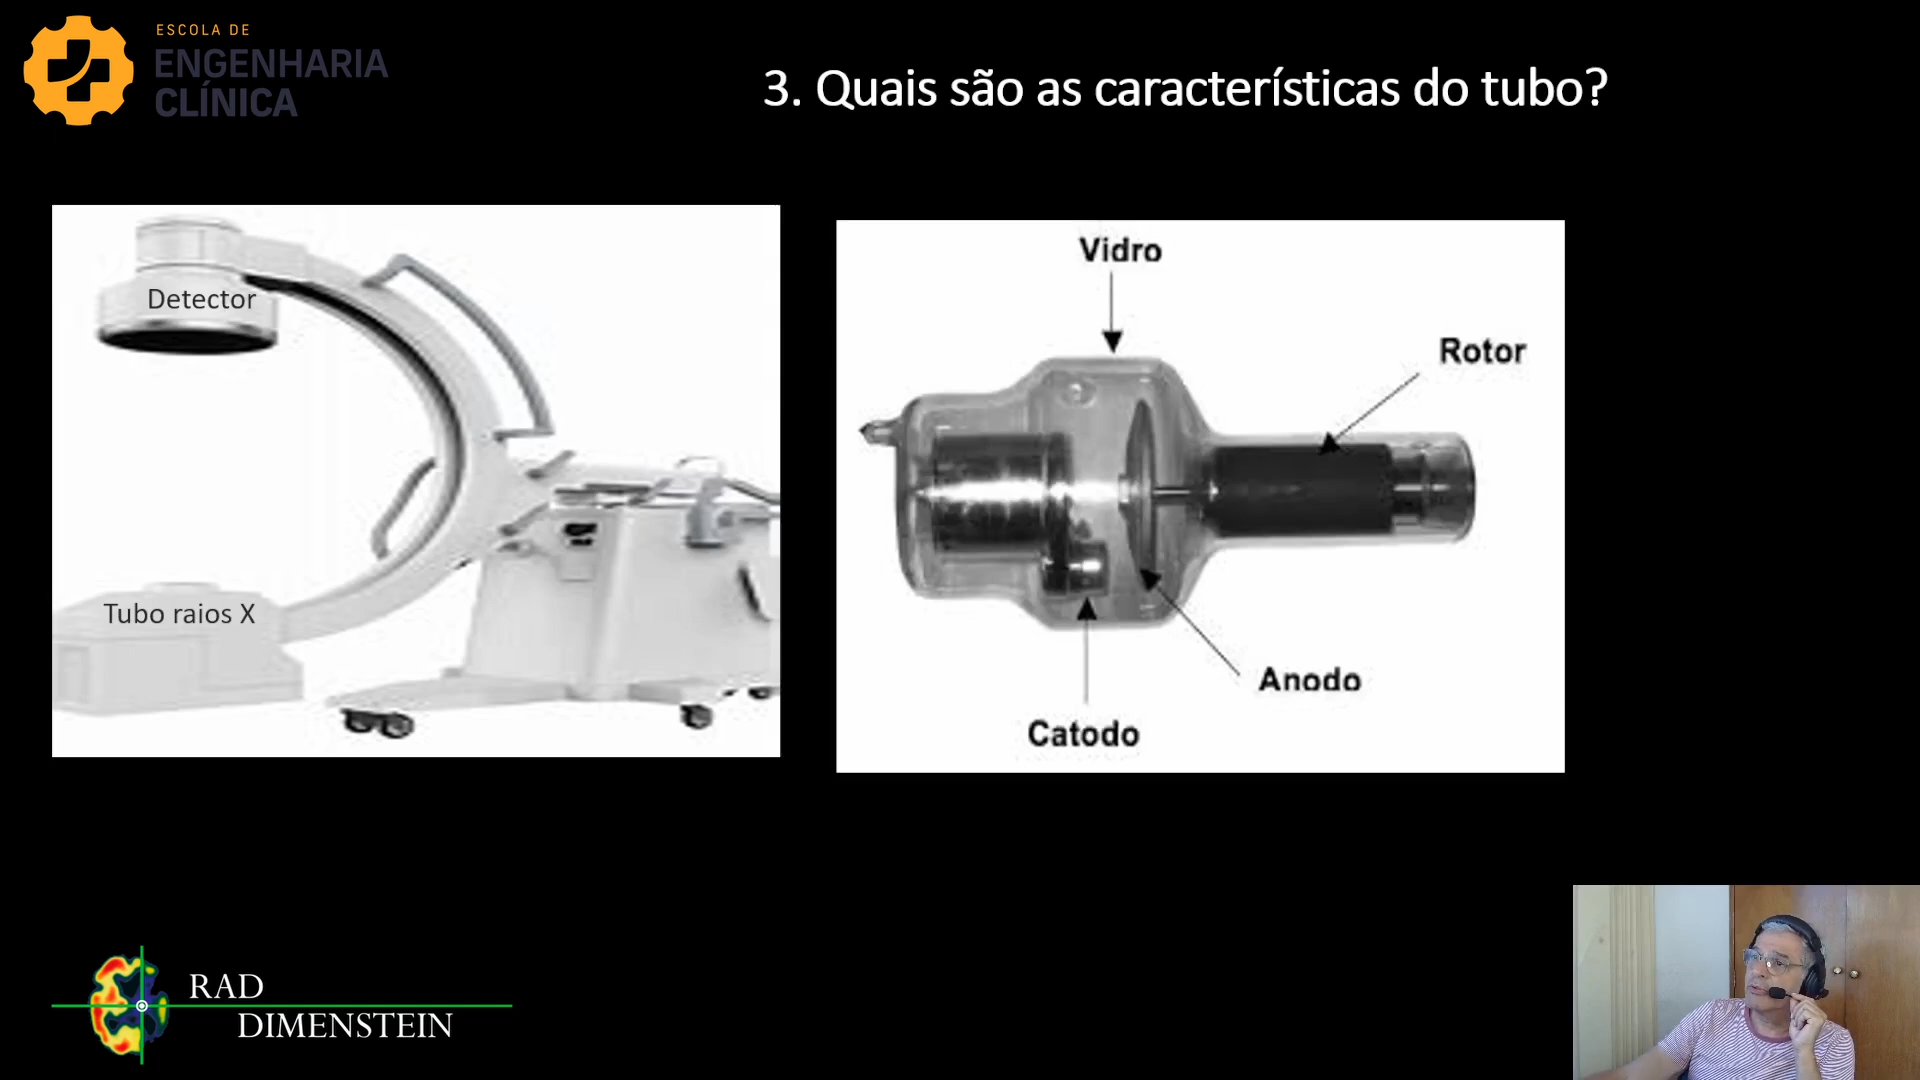 ESCOLA DE
ENGENHARIA
CLÍNICA
3. Quais são as características do tubo?
Detector
Tubo raios X
Vidro
Rotor
Anodo
Catodo
RAD
DIMENSTEIN